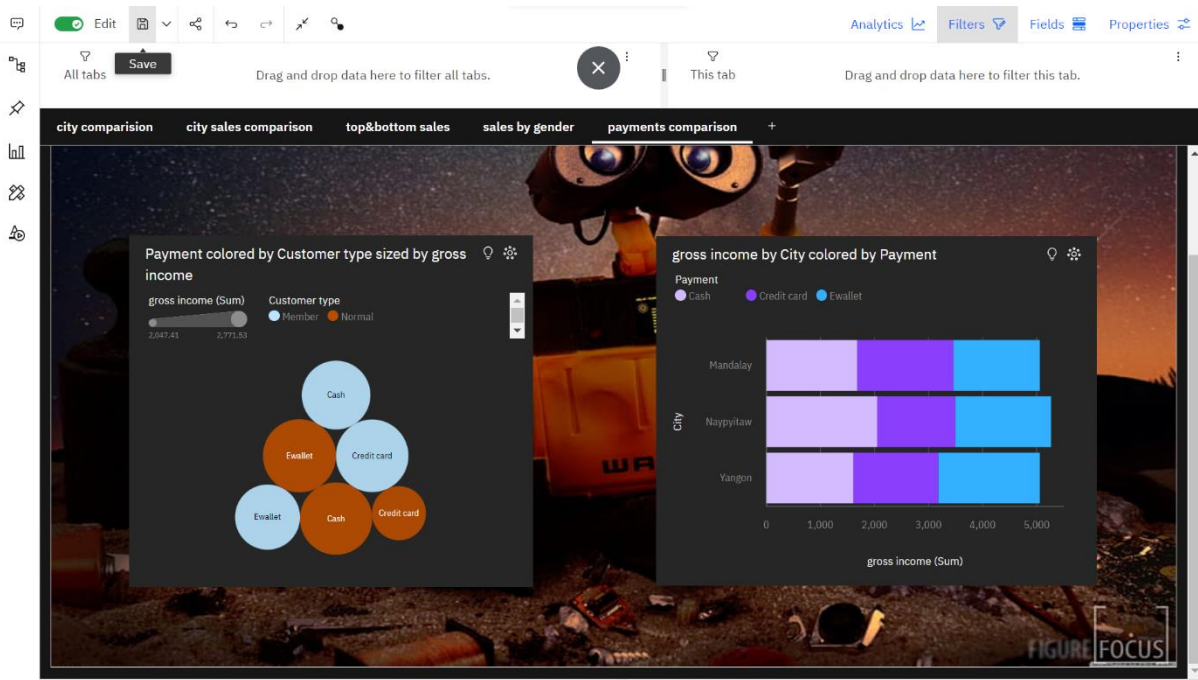 Edit
Analytics
Filters
Fields
Properties
Save
All tabs
Drag and drop data here to filter all tabs.
This tab
Drag and drop data here to filter this tab.
city comparision
city sales comparison
top&bottom sales
sales by gender
payments comparison
+
Payment colored by Customer type sized by gross
income
gross income (Sum)
Customer type
Member
Normal
2,047.41
2,771.53
Cash
Ewallet
Credit card
Ewallet
Cash
Credit card
gross income by City colored by Payment
Payment
Cash
Credit card
Ewallet
City
Mandalay
Naypyitaw
Yangon
0
1,000
2,000
3,000
4,000
5,000
gross income (Sum)
WA
FIGURE FOCUS